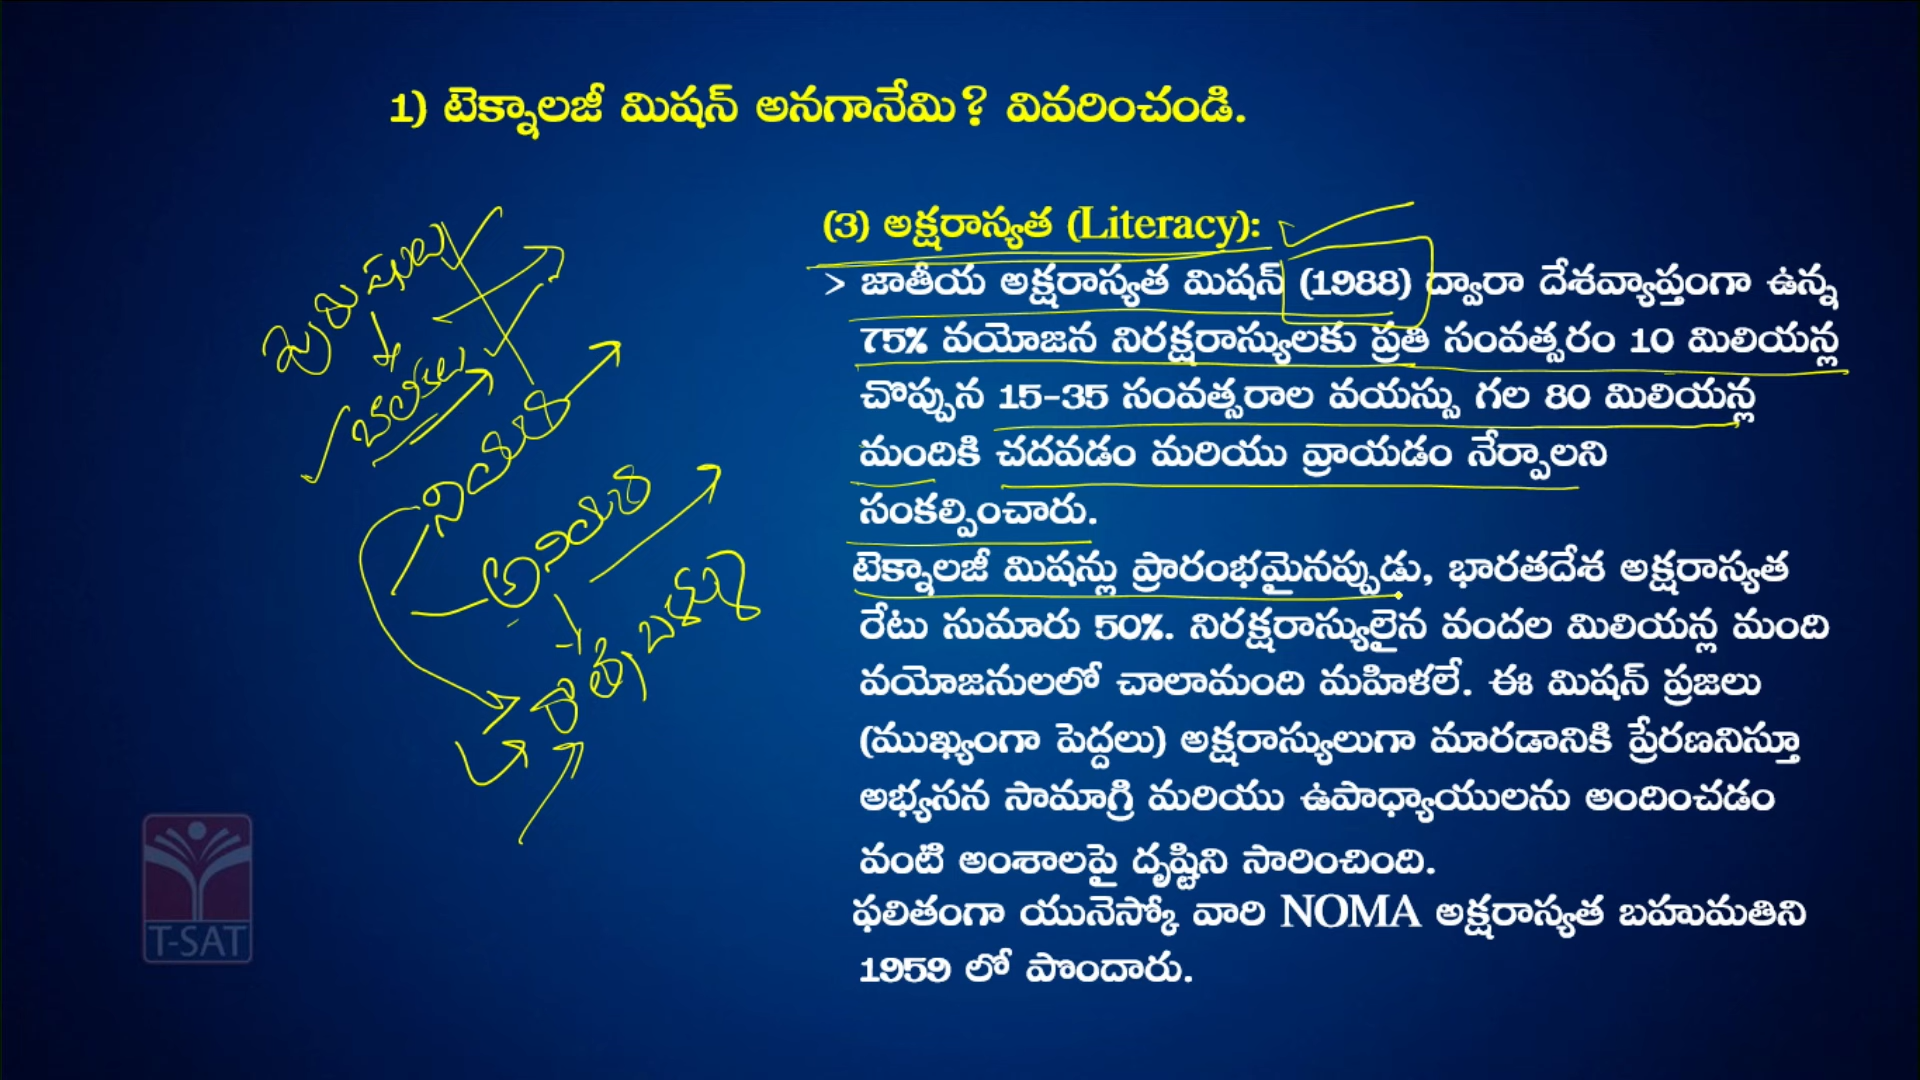 1) టెక్నాలజీ మిషన్ అనగానేమి? వివరించండి.
(3) అక్షరాస్యత (Literacy):
> జాతీయ అక్షరాస్యత మిషన్ (1988) ద్వారా దేశవ్యాప్తంగా ఉన్న
75% వయోజన నిరక్షరాస్యులకు ప్రతి సంవత్సరం 10 మిలియన్ల
చొప్పున 15-35 సంవత్సరాల వయస్సు గల 80 మిలియన్ల
మందికి చదవడం మరియు వ్రాయడం నేర్పాలని
సంకల్పించారు.
టెక్నాలజీ మిషన్లు ప్రారంభమైనప్పుడు, భారతదేశ అక్షరాస్యత
రేటు సుమారు 50%. నిరక్షరాస్యులైన వందల మిలియన్ల మంది
వయోజనులలో చాలామంది మహిళలే. ఈ మిషన్ ప్రజలు
(ముఖ్యంగా పెద్దలు) అక్షరాస్యులుగా మారడానికి ప్రేరణనిస్తూ
అభ్యసన సామాగ్రి మరియు ఉపాధ్యాయులను అందించడం
వంటి అంశాలపై దృష్టిని సారించింది.
ఫలితంగా యునెస్కో వారి NOMA అక్షరాస్యత బహుమతిని
1959 లో పొందారు.
పురుషులు
T-SAT